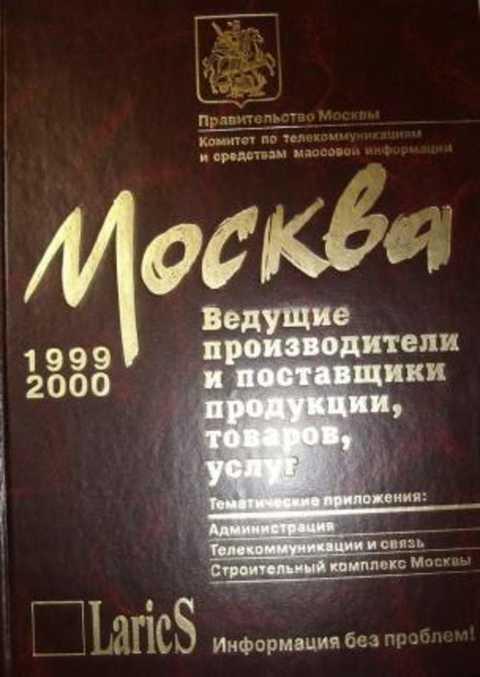 Правительство Москвы
Комитет по телекоммуникациям
и средствам массовой информации
Москва
1999
2000
Ведущие
производители
и поставщики
продукции,
товаров,
услуг
Тематические приложения:
Администрация
Телекоммуникации и связь
Строительный комплекс Москвы
LaricS
Информация без проблем!